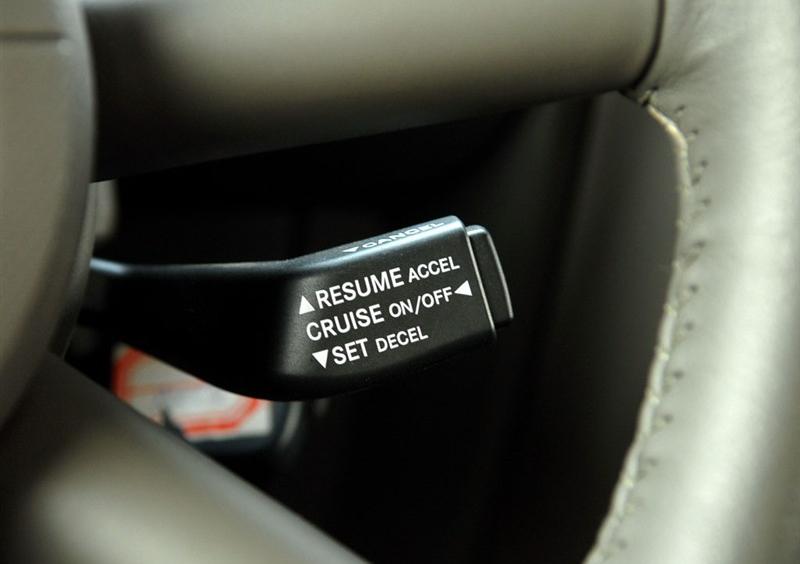 ▼CANCEL
▲RESUME ACCEL
CRUISE ON/OFF◀
▼SET DECEL